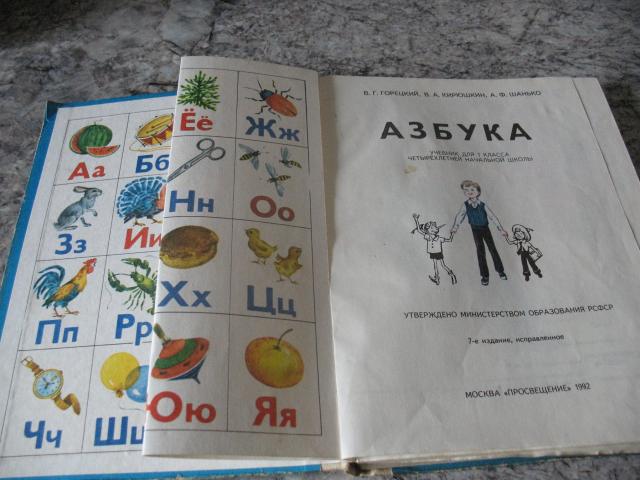 Аа
Бб
Зз
Ии
Пп
Рр
Чч
Ёё
Жж
Нн
Оо
Хх
Цц
Юю
Яя
В. Г. ГОРЕЦКИЙ, В. А. КИРЮШКИН, А. Ф. ШАНЬКО
АЗБУКА
УЧЕБНИК ДЛЯ 1 КЛАССА
ЧЕТЫРЕХЛЕТНЕЙ НАЧАЛЬНОЙ ШКОЛЫ
УТВЕРЖДЕНО МИНИСТЕРСТВОМ ОБРАЗОВАНИЯ РСФСР
7-е издание, исправленное
МОСКВА «ПРОСВЕЩЕНИЕ» 1992